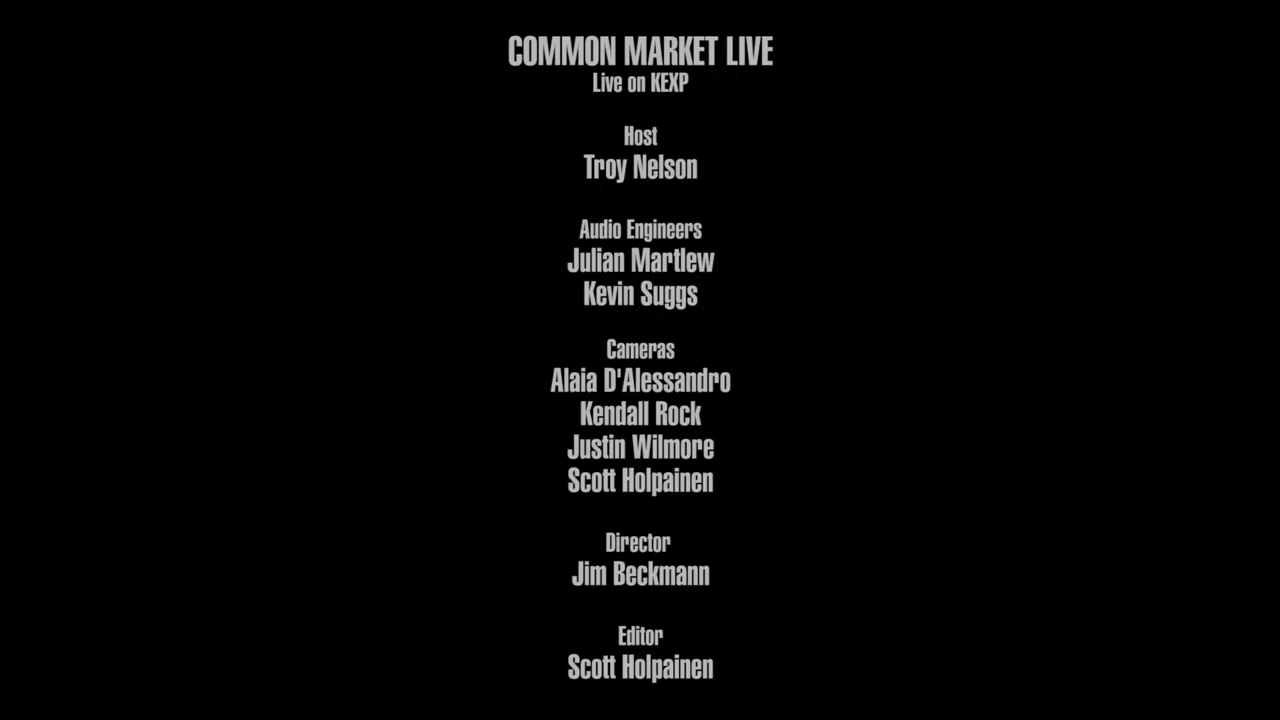 COMMON MARKET LIVE
Live on KEXP
Host
Troy Nelson
Audio Engineers
Julian Martlew
Kevin Suggs
Cameras
Alaia D'Alessandro
Kendall Rock
Justin Wilmore
Scott Holpainen
Director
Jim Beckmann
Editor
Scott Holpainen